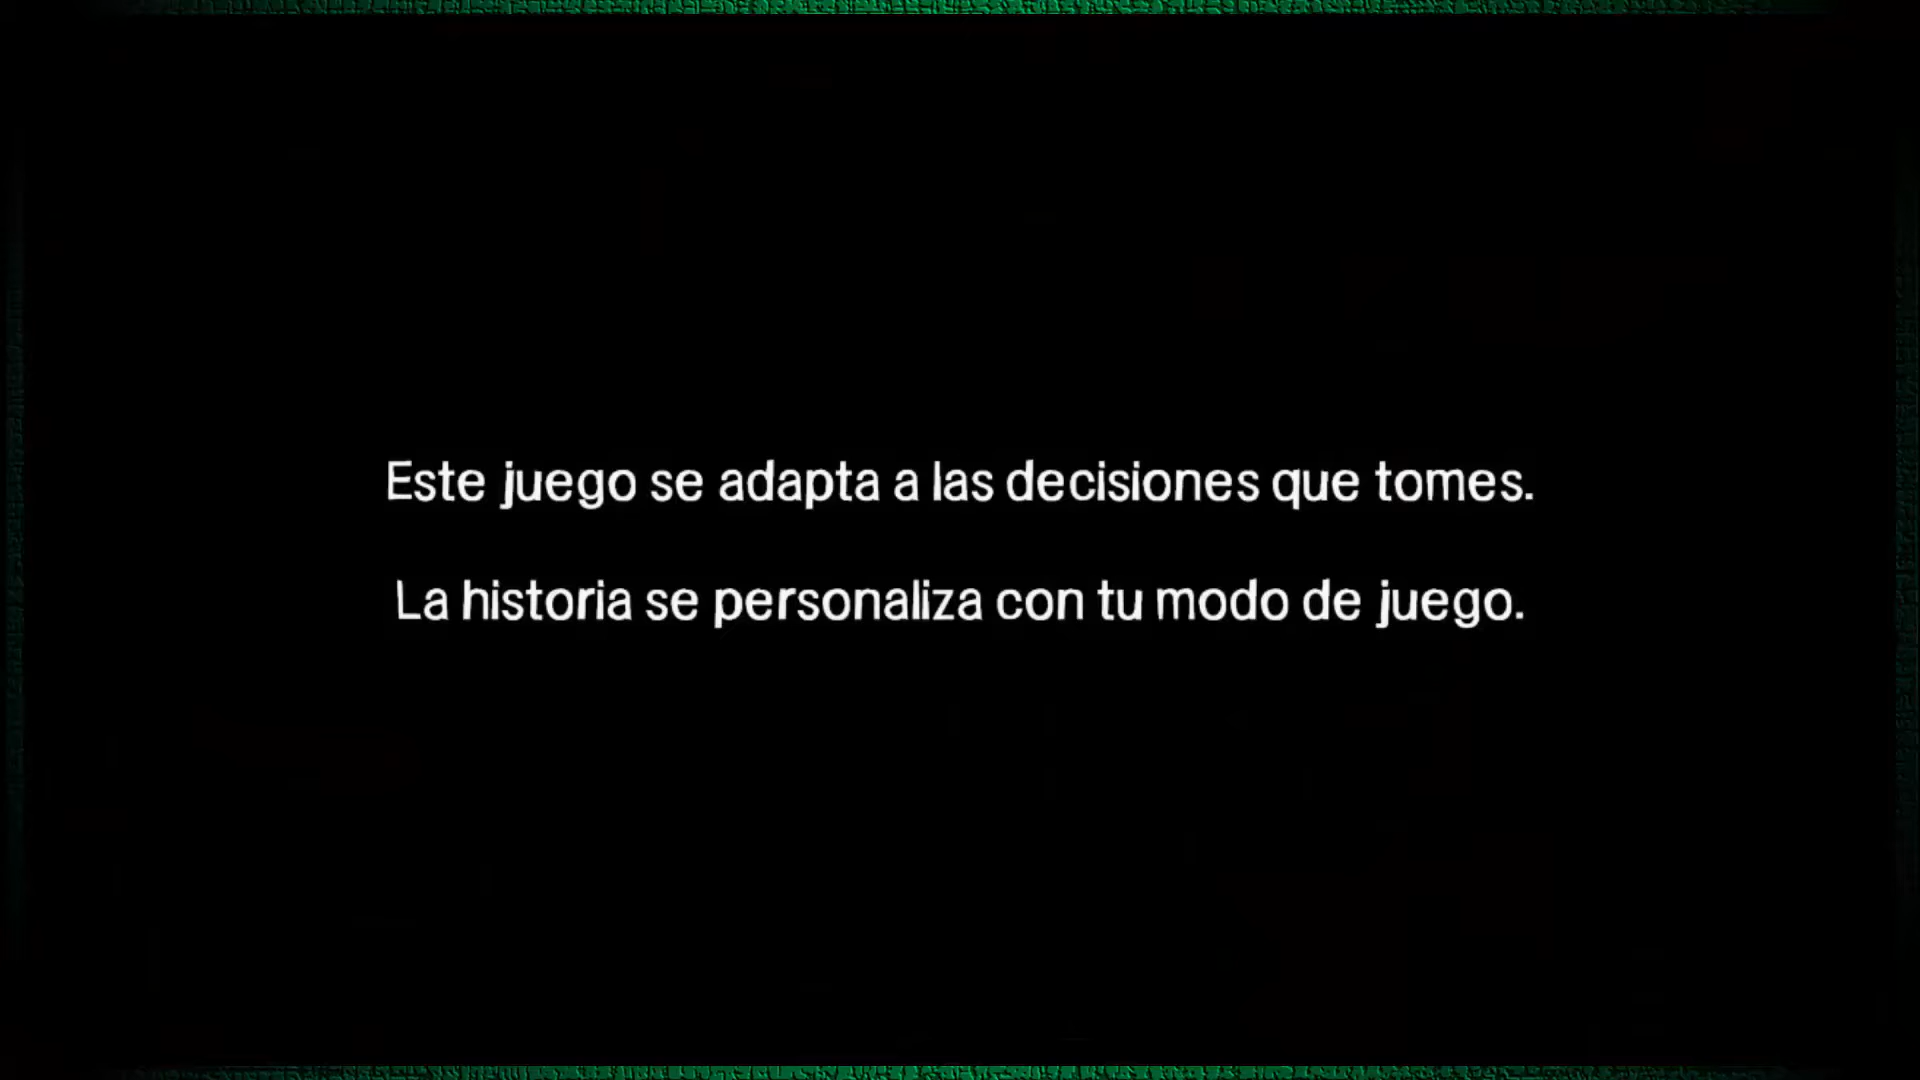 Este juego se adapta a las decisiones que tomes.
La historia se personaliza con tu modo de juego.